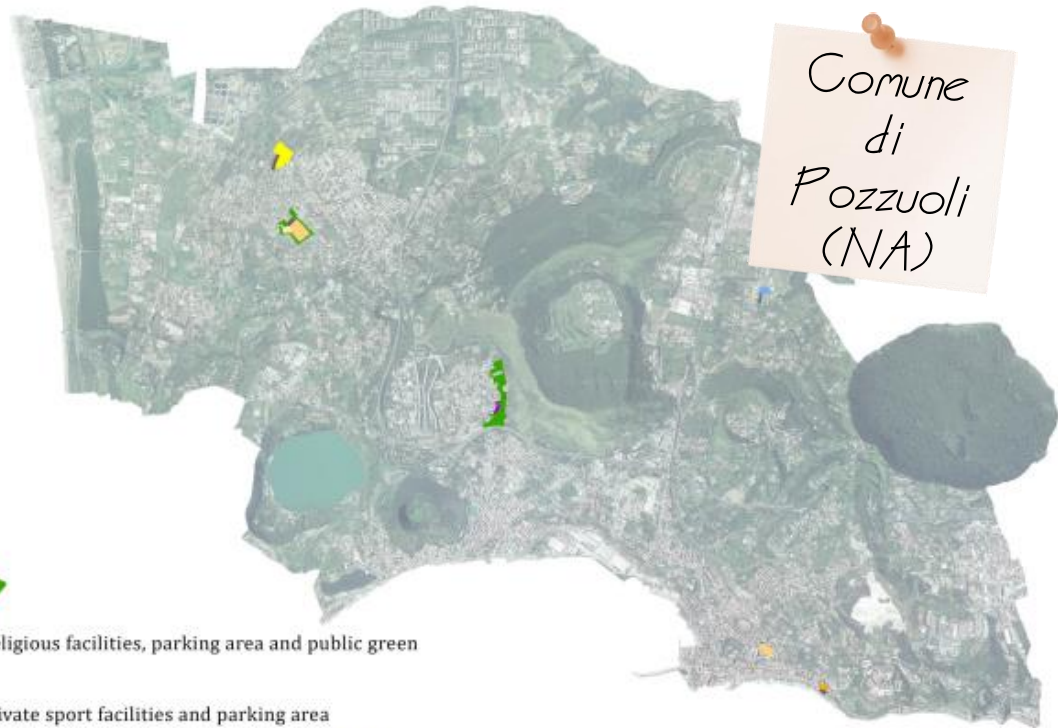 Comune
di
Pozzuoli
(NA)
ligious facilities, parking area and public green
ivate sport facilities and parking area